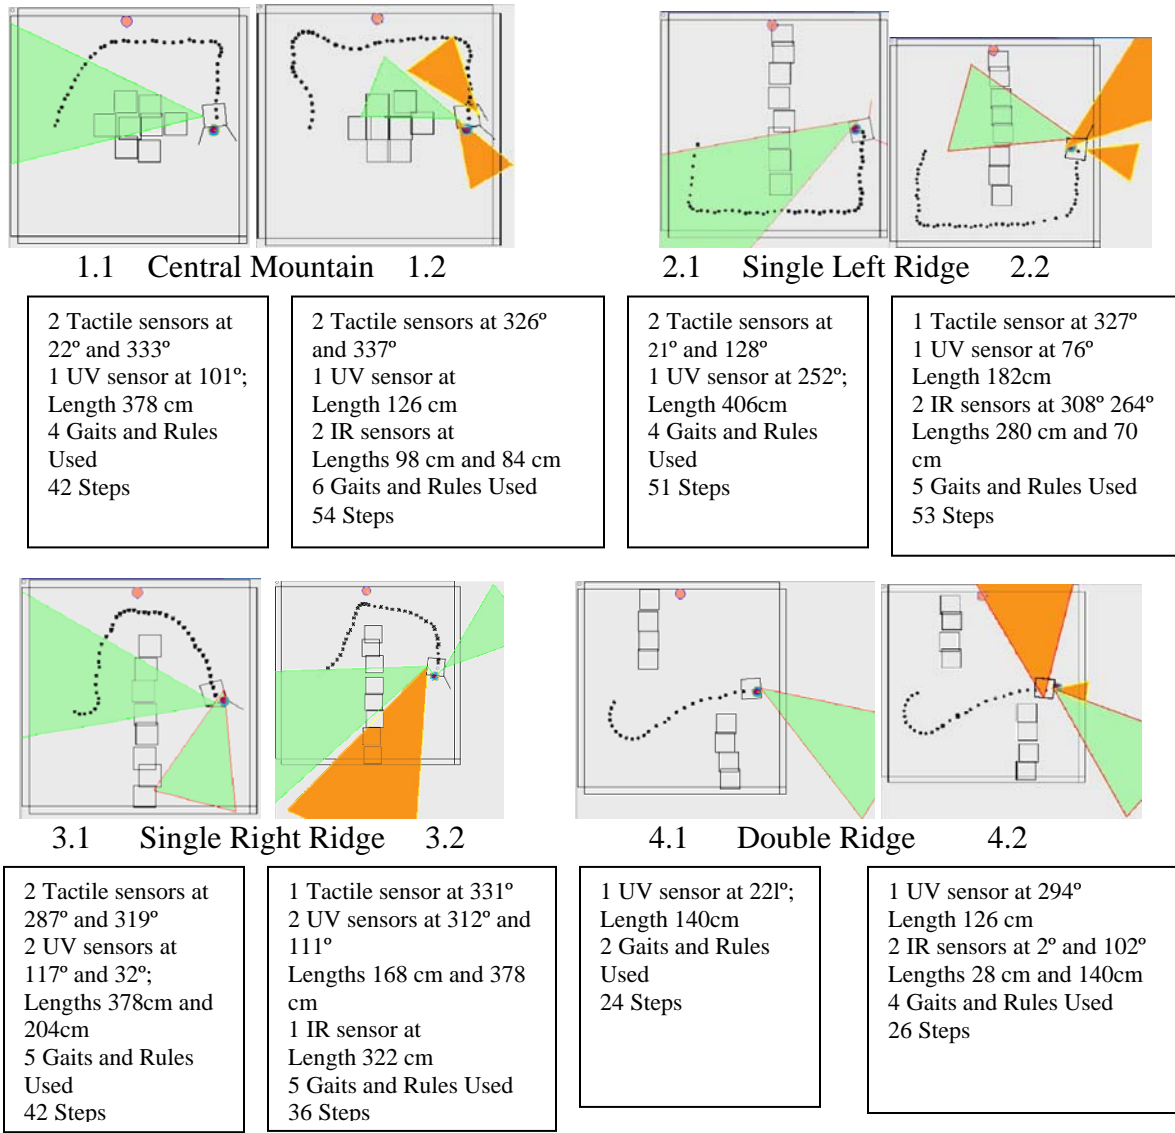 1.1 Central Mountain 1.2
2.1 Single Left Ridge 2.2
2 Tactile sensors at
22º and 333º
1 UV sensor at 101º;
Length 378 cm
4 Gaits and Rules
Used
42 Steps
2 Tactile sensors at 326º
and 337º
1 UV sensor at
Length 126 cm
2 IR sensors at
Lengths 98 cm and 84 cm
6 Gaits and Rules Used
54 Steps
2 Tactile sensors at
21º and 128º
1 UV sensor at 252º;
Length 406cm
4 Gaits and Rules
Used
51 Steps
1 Tactile sensor at 327º
1 UV sensor at 76º
Length 182cm
2 IR sensors at 308º 264º
Lengths 280 cm and 70
cm
5 Gaits and Rules Used
53 Steps
3.1 Single Right Ridge 3.2
4.1 Double Ridge 4.2
2 Tactile sensors at
287º and 319º
2 UV sensors at
117º and 32º;
Lengths 378cm and
204cm
5 Gaits and Rules
Used
42 Steps
1 Tactile sensor at 331º
2 UV sensors at 312º and
111º
Lengths 168 cm and 378
cm
1 IR sensor at
Length 322 cm
5 Gaits and Rules Used
36 Steps
1 UV sensor at 22lº;
Length 140cm
2 Gaits and Rules
Used
24 Steps
1 UV sensor at 294º
Length 126 cm
2 IR sensors at 2º and 102º
Lengths 28 cm and 140cm
4 Gaits and Rules Used
26 Steps